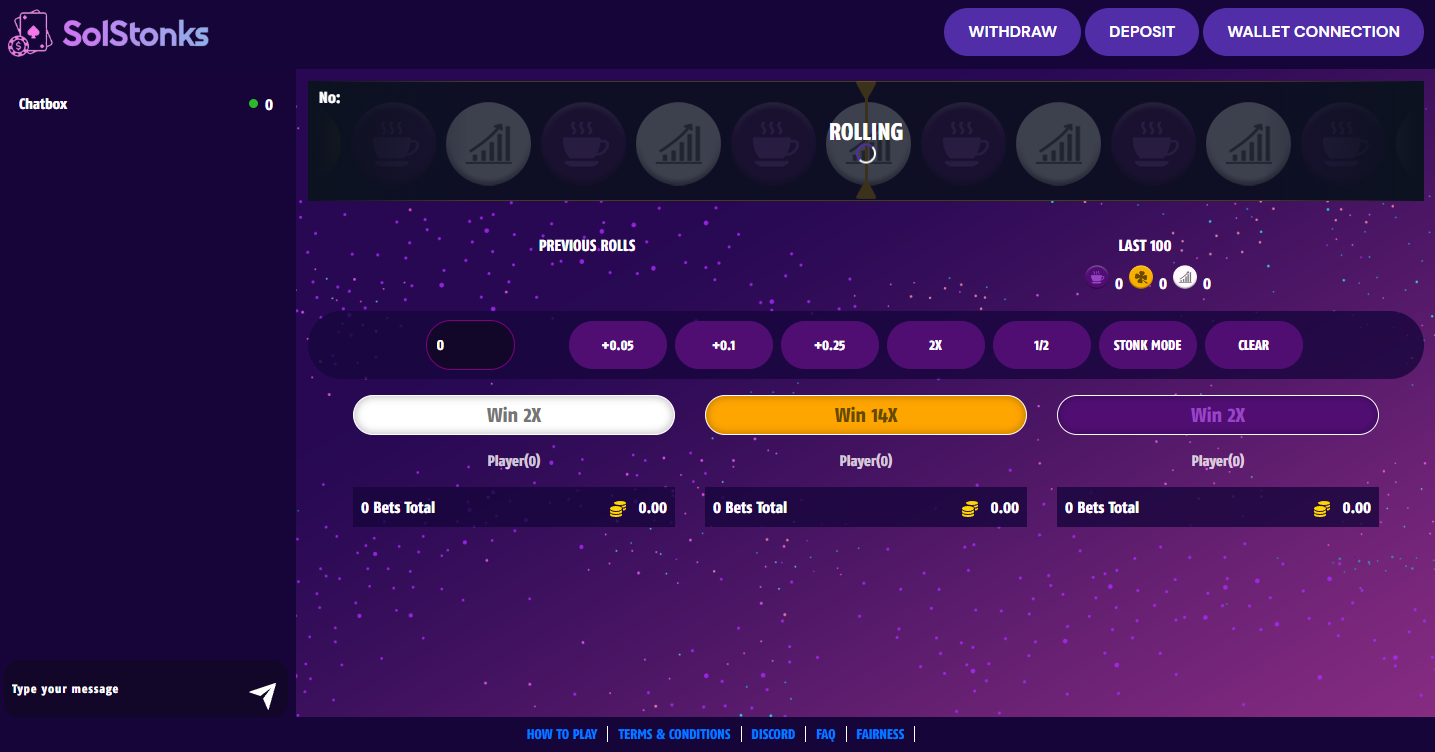 SolStonks
WITHDRAW
DEPOSIT
WALLET CONNECTION
Chatbox
0
No:
ROLLING
PREVIOUS ROLLS
LAST 100
0
0
0
0
+0.05
+0.1
+0.25
2X
1/2
STONK MODE
CLEAR
Win 2X
Win 14X
Win 2X
Player(0)
Player(0)
Player(0)
0 Bets Total
0.00
0 Bets Total
0.00
0 Bets Total
0.00
Type your message
HOW TO PLAY
TERMS & CONDITIONS
DISCORD
FAQ
FAIRNESS